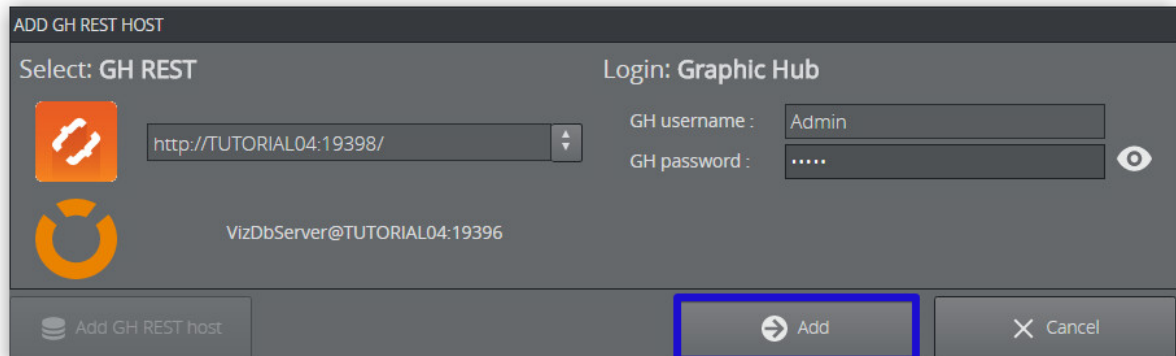 ADD GH REST HOST
Select: GH REST
http://TUTORIAL04:19398/
VizDbServer@TUTORIAL04:19396
Login: Graphic Hub
GH username :
Admin
GH password :
•••••
Add GH REST host
Add
Cancel